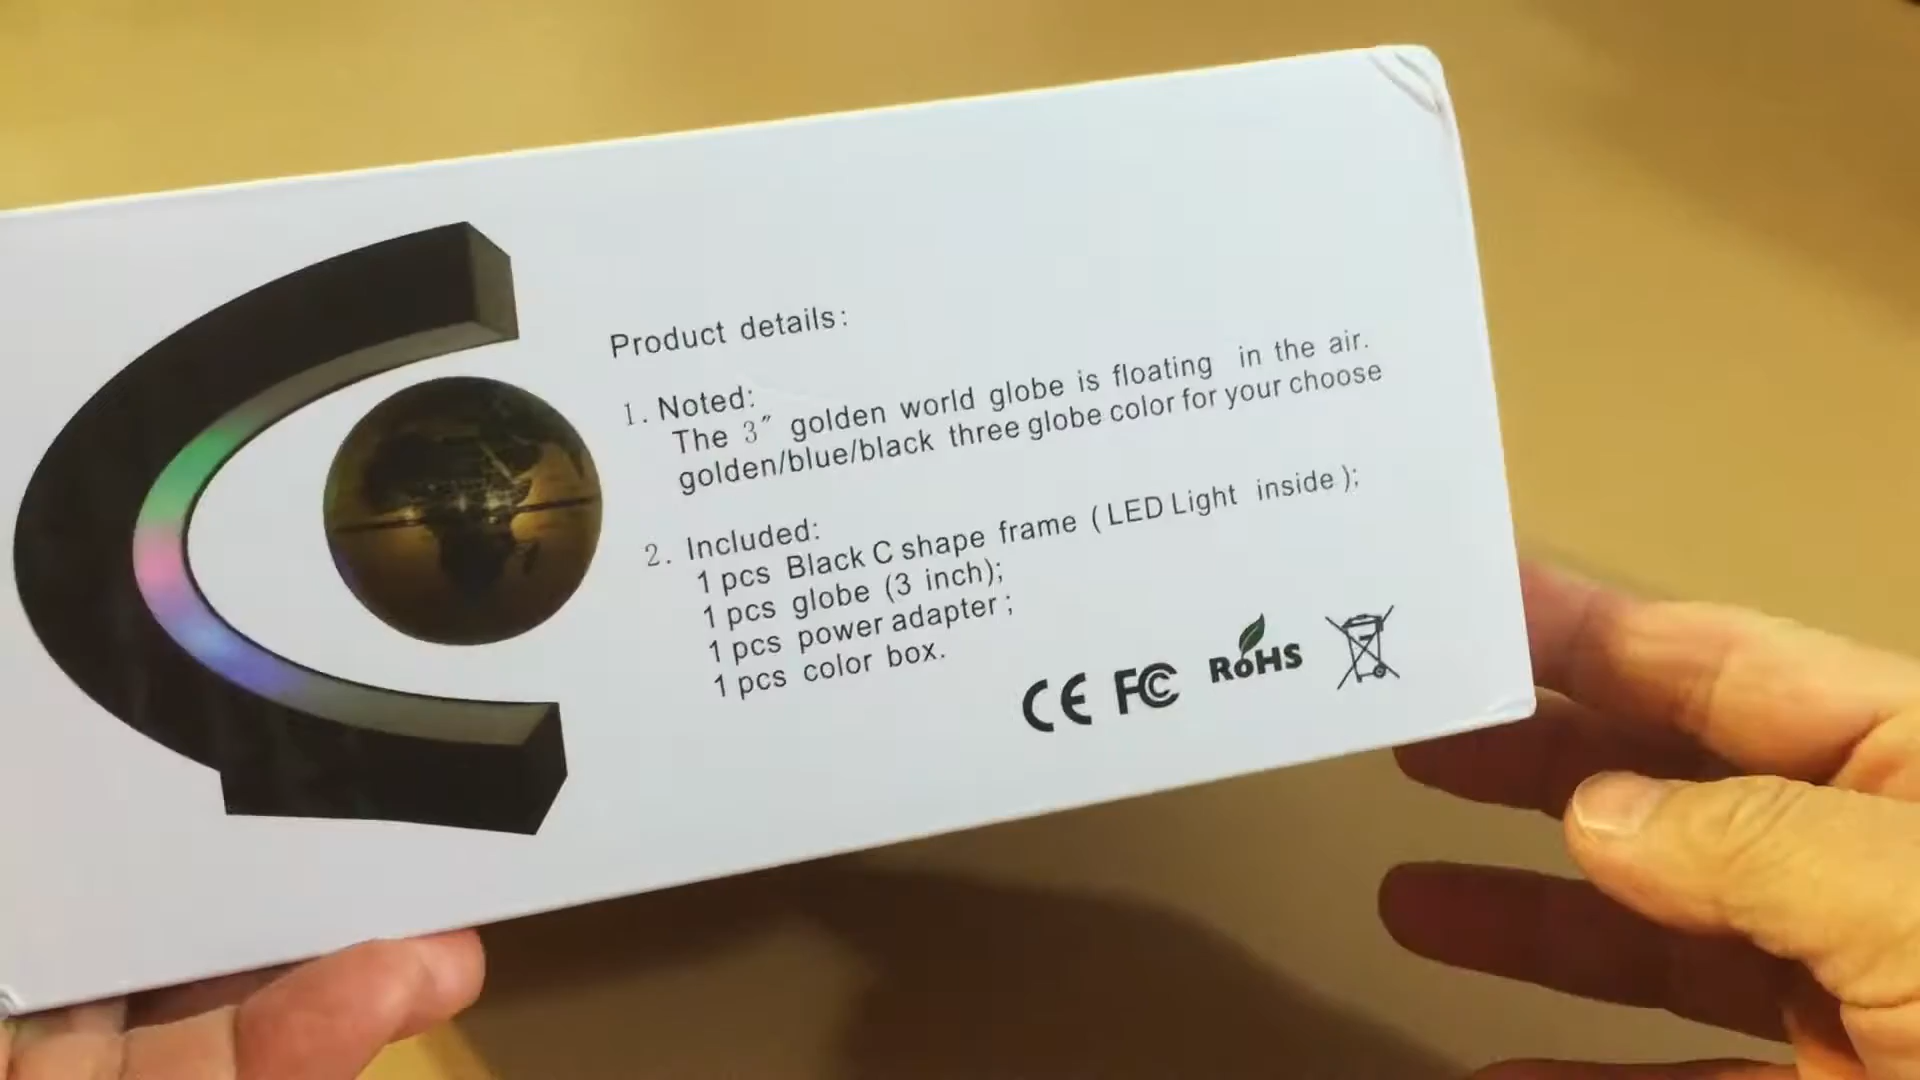 Product details:
1. Noted:
The 3" golden world globe is floating in the air.
golden/blue/black three globe color for your choose
2. Included:
1 pcs Black C shape frame (LED Light inside);
1 pcs globe (3 inch);
1 pcs power adapter;
1 pcs color box.
CE FC RoHS